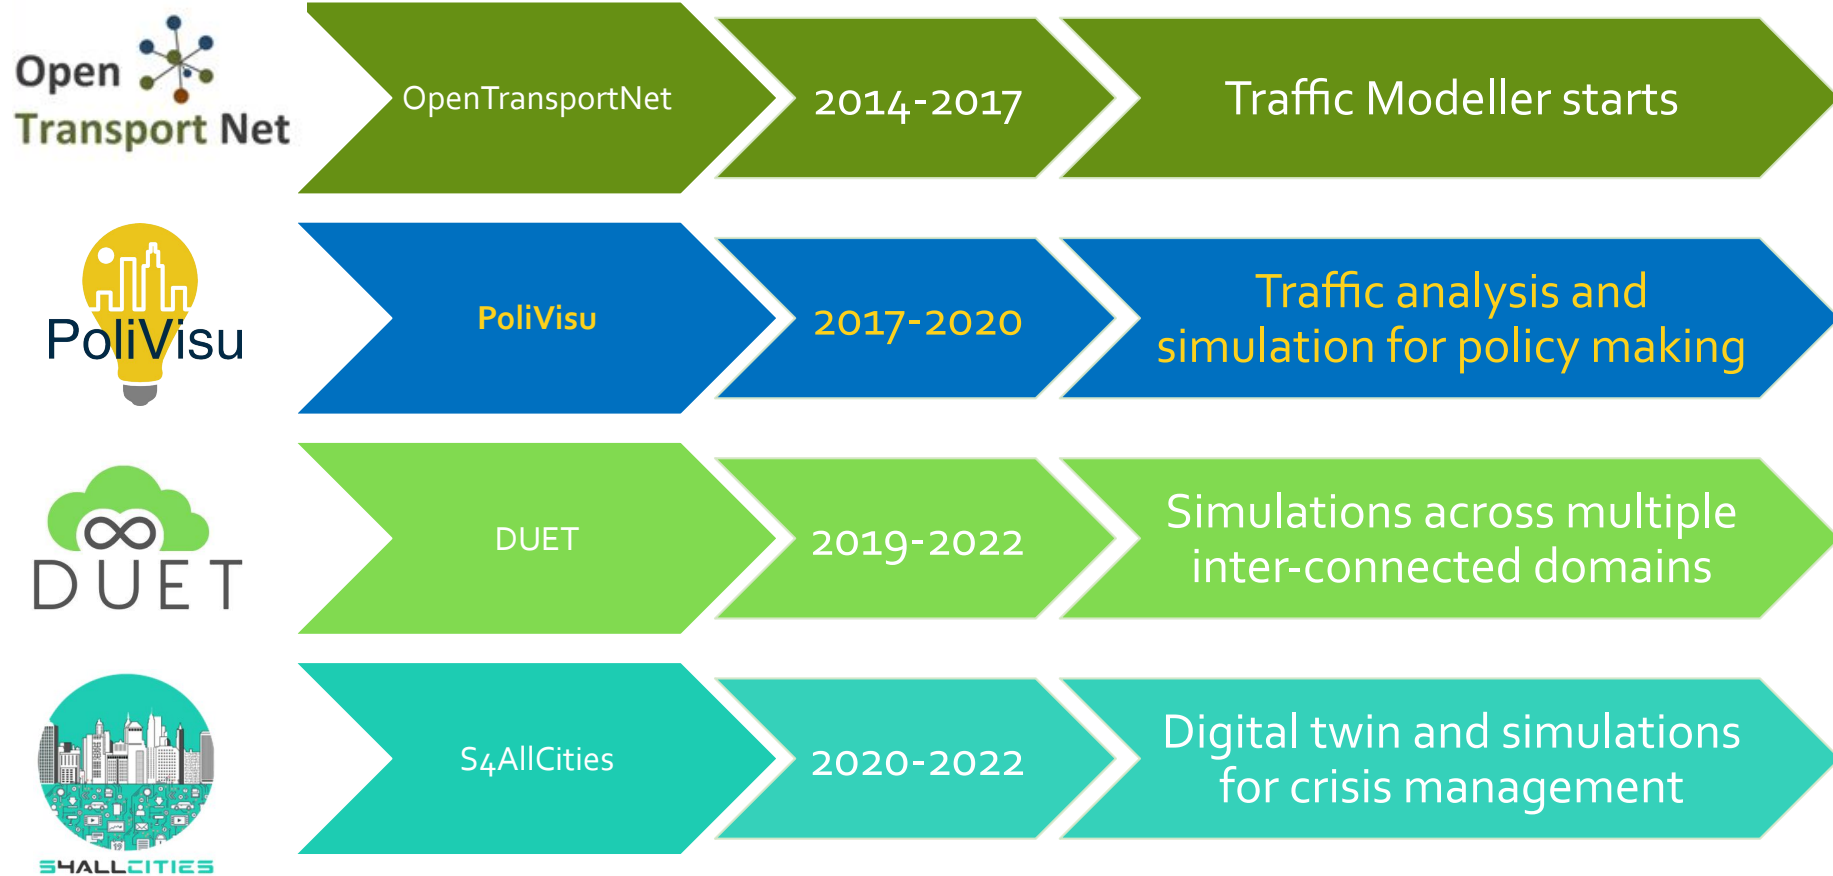 Open
Transport Net
OpenTransportNet
2014-2017
Traffic Modeller starts
PoliVisu
PoliVisu
2017-2020
Traffic analysis and
simulation for policy making
DUET
DUET
2019-2022
Simulations across multiple
inter-connected domains
S4ALLCITIES
S4AllCities
2020-2022
Digital twin and simulations
for crisis management